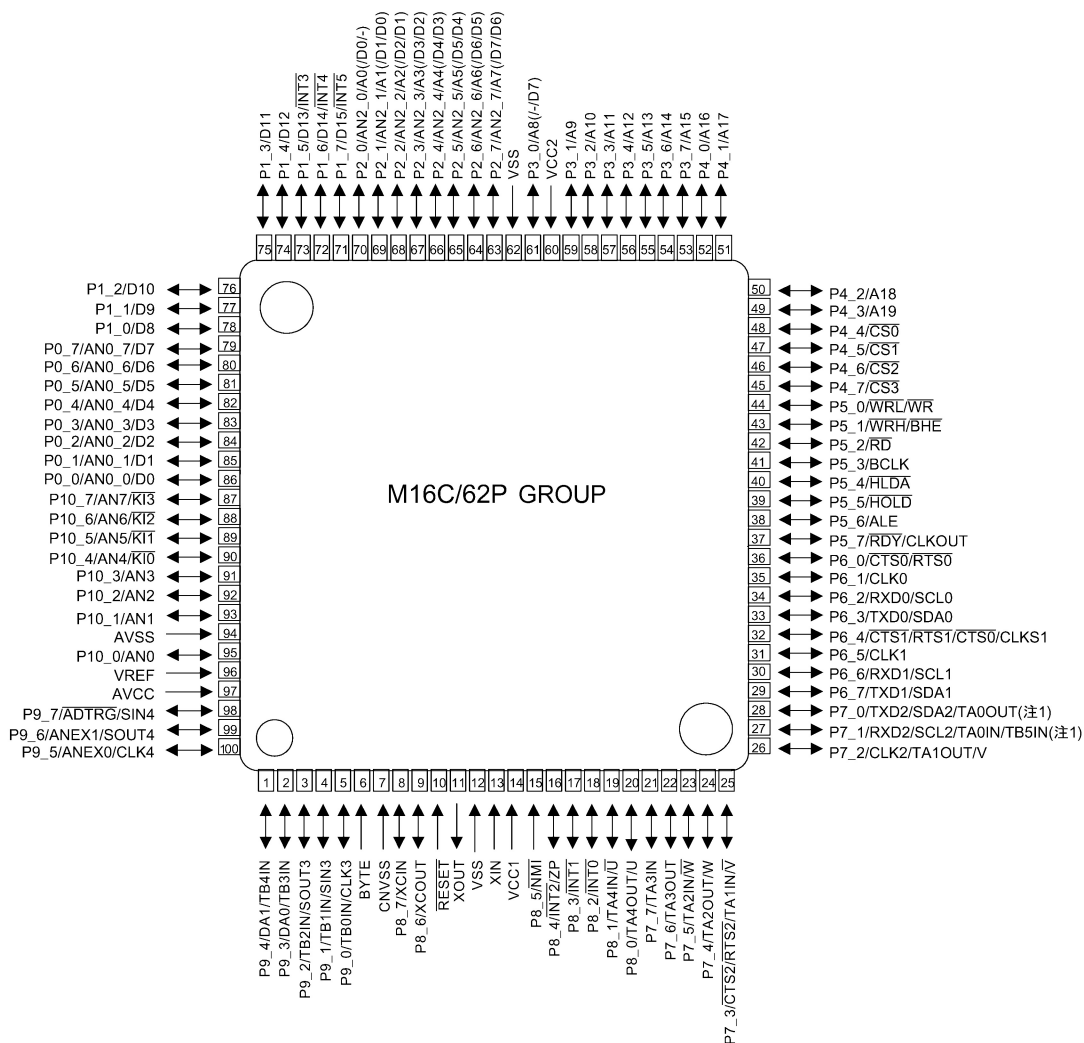 P1_3/D11
P1_4/D12
P1_5/D13/INT3
P1_6/D14/INT4
P1_7/D15/INT5
P2_0/AN2_0/A0(/D0/-)
P2_1/AN2_1/A1(/D1/D0)
P2_2/AN2_2/A2(/D2/D1)
P2_3/AN2_3/A3(/D3/D2)
P2_4/AN2_4/A4(/D4/D3)
P2_5/AN2_5/A5(/D5/D4)
P2_6/AN2_6/A6(/D6/D5)
P2_7/AN2_7/A7(/D7/D6)
VSS
P3_0/A8(/-/D7)
VCC2
P3_1/A9
P3_2/A10
P3_3/A11
P3_4/A12
P3_5/A13
P3_6/A14
P3_7/A15
P4_0/A16
P4_1/A17
75 74 73 72 71 70 69 68 67 66 65 64 63 62 61 60 59 58 57 56 55 54 53 52 51
P1_2/D10 76
P1_1/D9 77
P1_0/D8 78
P0_7/AN0_7/D7 79
P0_6/AN0_6/D6 80
P0_5/AN0_5/D5 81
P0_4/AN0_4/D4 82
P0_3/AN0_3/D3 83
P0_2/AN0_2/D2 84
P0_1/AN0_1/D1 85
P0_0/AN0_0/D0 86
P10_7/AN7/KI3 87
P10_6/AN6/KI2 88
P10_5/AN5/KI1 89
P10_4/AN4/KI0 90
P10_3/AN3 91
P10_2/AN2 92
P10_1/AN1 93
AVSS 94
P10_0/AN0 95
VREF 96
AVCC 97
P9_7/ADTRG/SIN4 98
P9_6/ANEX1/SOUT4 99
P9_5/ANEX0/CLK4 100
M16C/62P GROUP
50 P4_2/A18
49 P4_3/A19
48 P4_4/CS0
47 P4_5/CS1
46 P4_6/CS2
45 P4_7/CS3
44 P5_0/WRL/WR
43 P5_1/WRH/BHE
42 P5_2/RD
41 P5_3/BCLK
40 P5_4/HLDA
39 P5_5/HOLD
38 P5_6/ALE
37 P5_7/RDY/CLKOUT
36 P6_0/CTS0/RTS0
35 P6_1/CLK0
34 P6_2/RXD0/SCL0
33 P6_3/TXD0/SDA0
32 P6_4/CTS1/RTS1/CTS0/CLKS1
31 P6_5/CLK1
30 P6_6/RXD1/SCL1
29 P6_7/TXD1/SDA1
28 P7_0/TXD2/SDA2/TA0OUT(注1)
27 P7_1/RXD2/SCL2/TA0IN/TB5IN(注1)
26 P7_2/CLK2/TA1OUT/V
1 2 3 4 5 6 7 8 9 10 11 12 13 14 15 16 17 18 19 20 21 22 23 24 25
P9_4/DA1/TB4IN
P9_3/DA0/TB3IN
P9_2/TB2IN/SOUT3
P9_1/TB1IN/SIN3
P9_0/TB0IN/CLK3
BYTE
CNVSS
P8_7/XCIN
P8_6/XCOUT
RESET
XOUT
VSS
XIN
VCC1
P8_5/NMI
P8_4/INT2/ZP
P8_3/INT1
P8_2/INT0
P8_1/TA4IN/U
P8_0/TA4OUT/U
P7_7/TA3IN
P7_6/TA3OUT
P7_5/TA2IN/W
P7_4/TA2OUT/W
P7_3/CTS2/RTS2/TA1IN/V